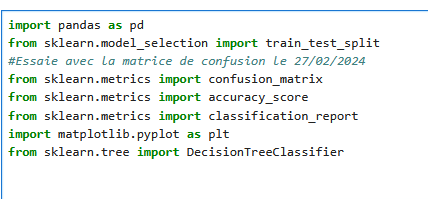 import pandas as pd
from sklearn.model_selection import train_test_split
#Essaie avec la matrice de confusion le 27/02/2024
from sklearn.metrics import confusion_matrix
from sklearn.metrics import accuracy_score
from sklearn.metrics import classification_report
import matplotlib.pyplot as plt
from sklearn.tree import DecisionTreeClassifier